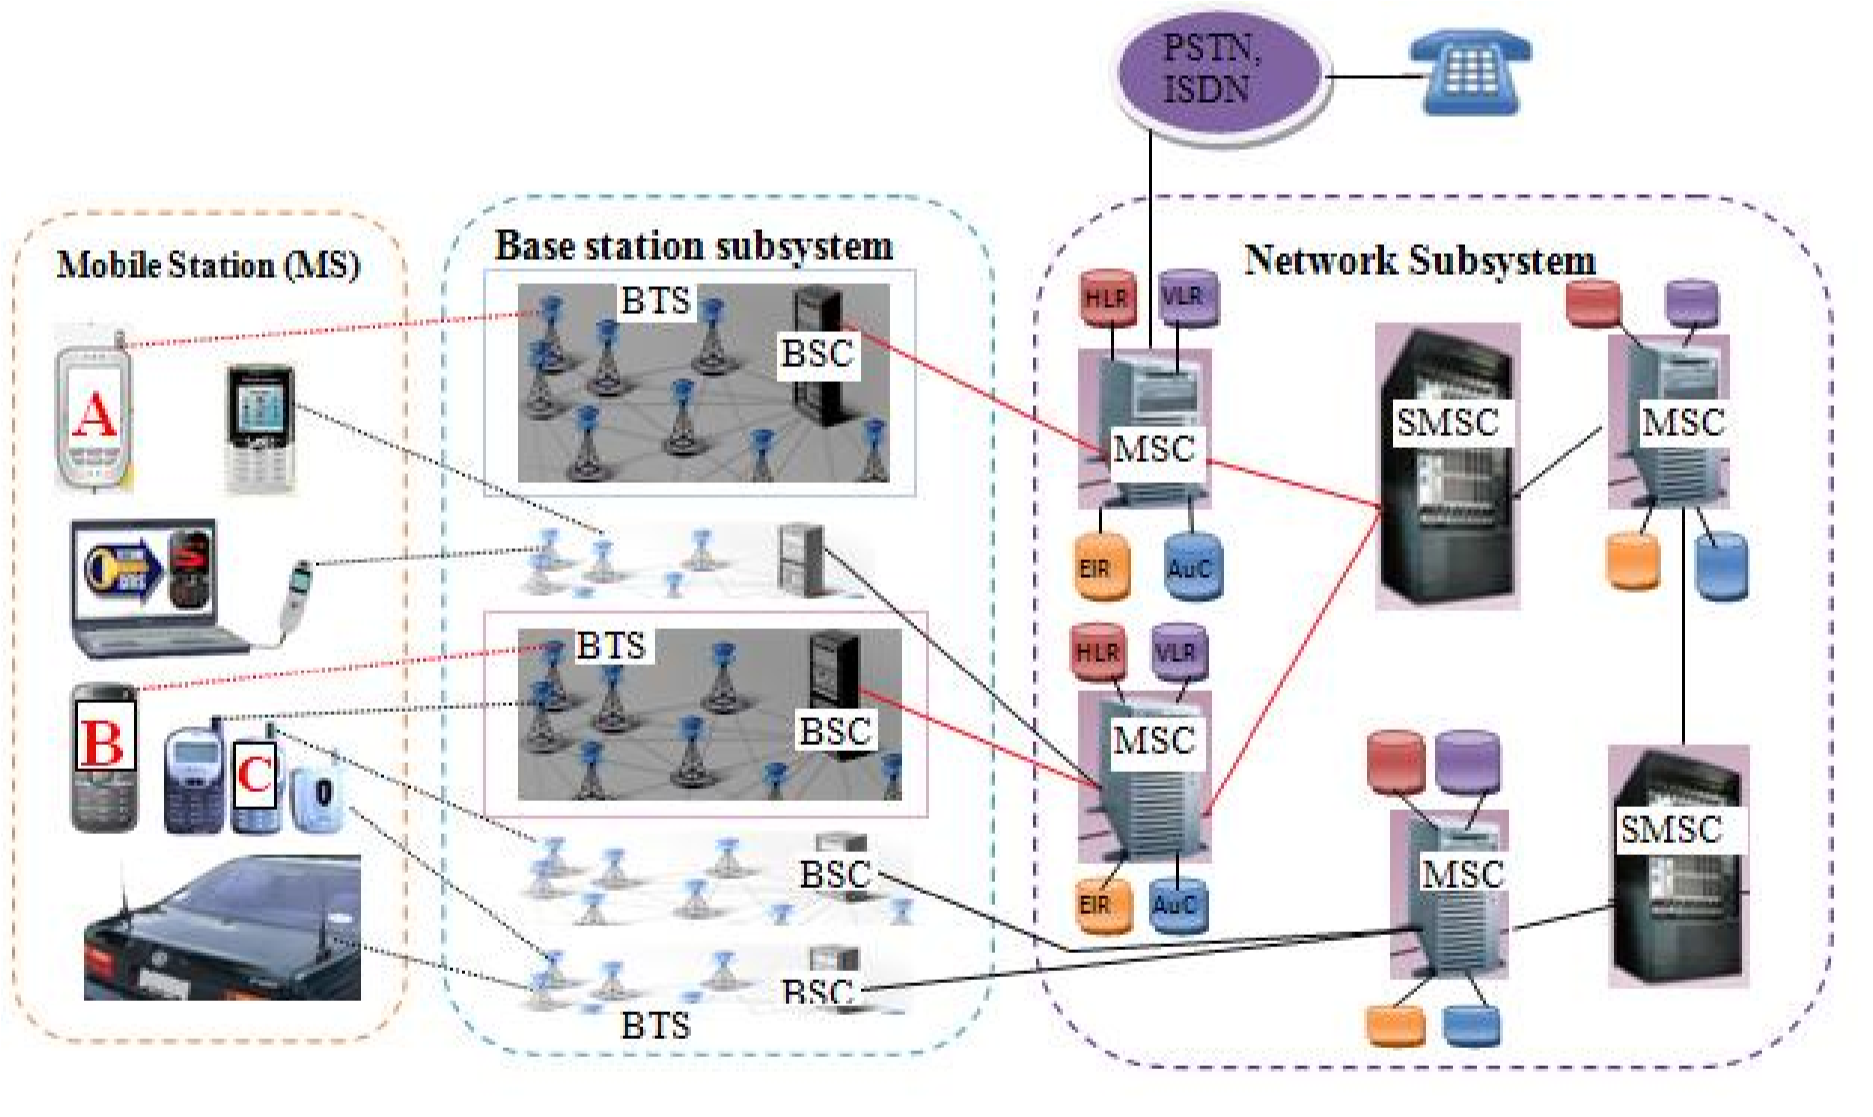 PSTN,
ISDN
Mobile Station (MS)
Base station subsystem
Network Subsystem
BTS
BSC
HLR
VLR
MSC
EIR
AuC
SMSC
MSC
A
S
BTS
BSC
HLR
VLR
MSC
EIR
AuC
B
C
BSC
MSC
SMSC
BSC
BTS